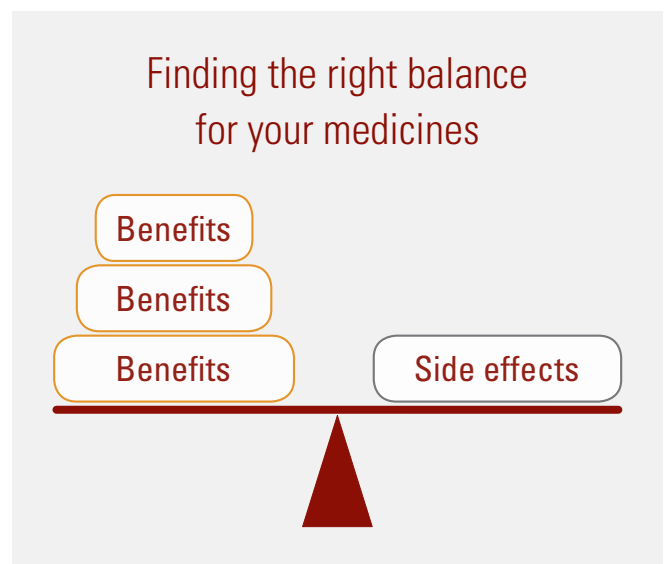 Finding the right balance
for your medicines
Benefits
Benefits
Benefits
Side effects